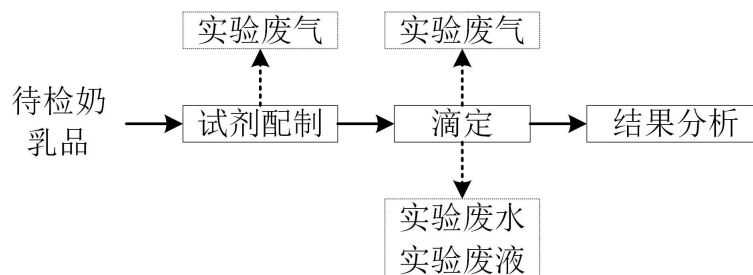 实验废气
实验废气
待检奶
乳品
试剂配制
滴定
结果分析
实验废水
实验废液